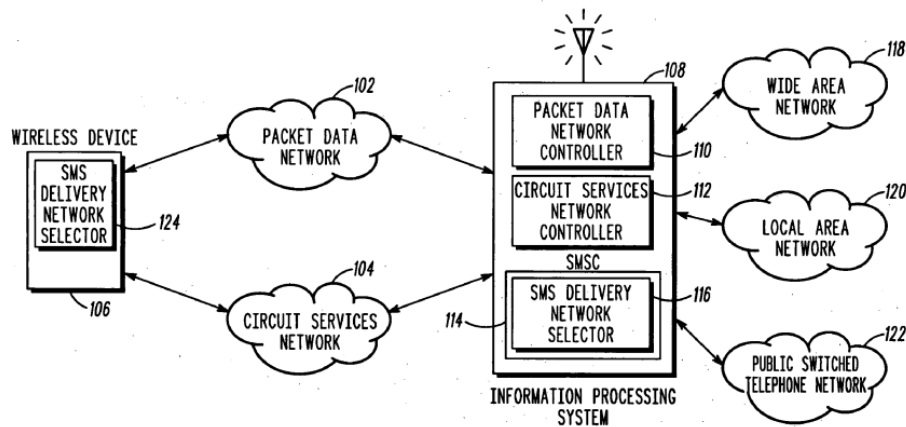 WIRELESS DEVICE
SMS
DELIVERY
NETWORK
SELECTOR
124
106
102
PACKET DATA
NETWORK
104
CIRCUIT SERVICES
NETWORK
108
PACKET DATA
NETWORK
CONTROLLER
110
CIRCUIT SERVICES
NETWORK
CONTROLLER
112
SMSC
114
SMS DELIVERY
NETWORK
SELECTOR
116
INFORMATION PROCESSING
SYSTEM
118
WIDE AREA
NETWORK
120
LOCAL AREA
NETWORK
122
PUBLIC SWITCHED
TELEPHONE NETWORK